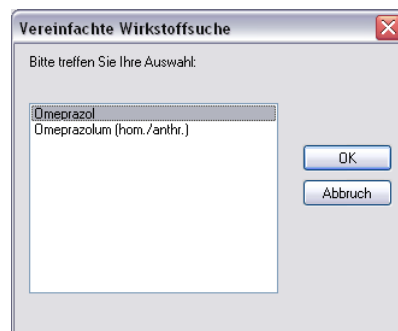 Vereinfachte Wirkstoffsuche
Bitte treffen Sie Ihre Auswahl:
Omeprazol
Omeprazolum (hom./anthr.)
OK
Abbruch